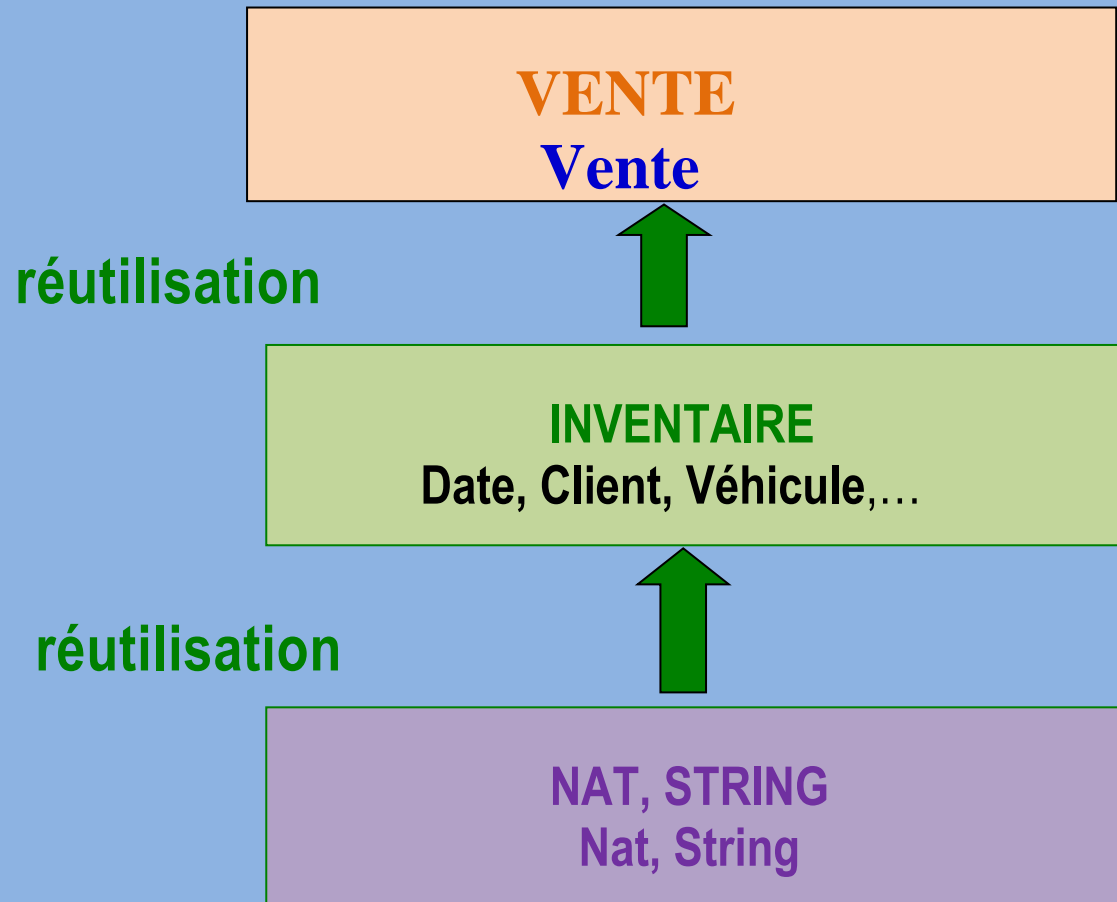 VENTE
Vente
réutilisation
INVENTAIRE
Date, Client, Véhicule,...
réutilisation
NAT, STRING
Nat, String